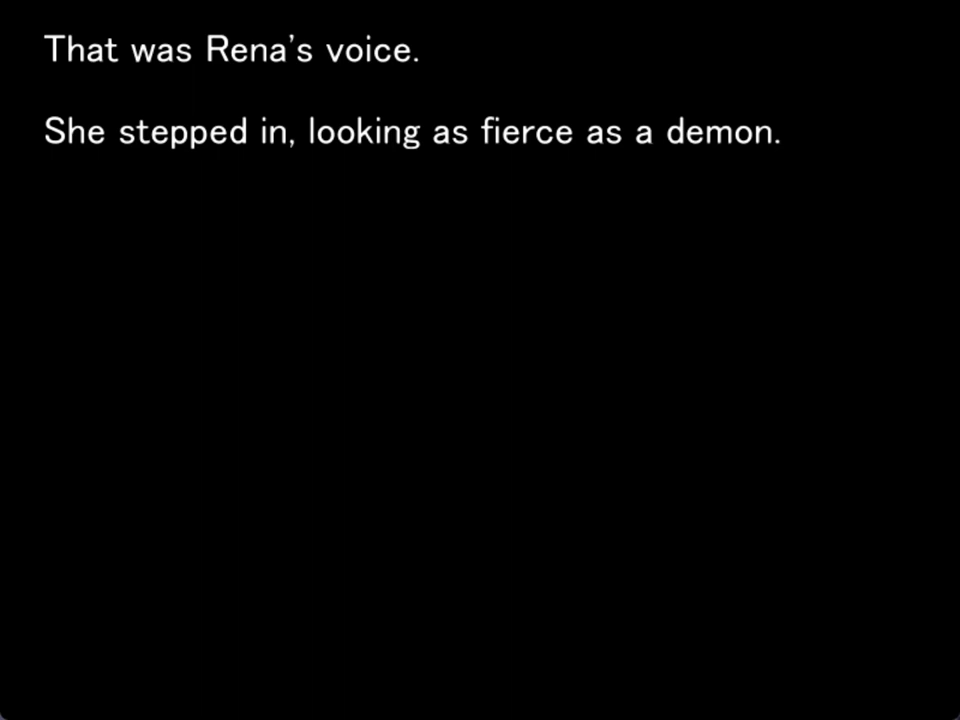 That was Rena’s voice.
She stepped in, looking as fierce as a demon.